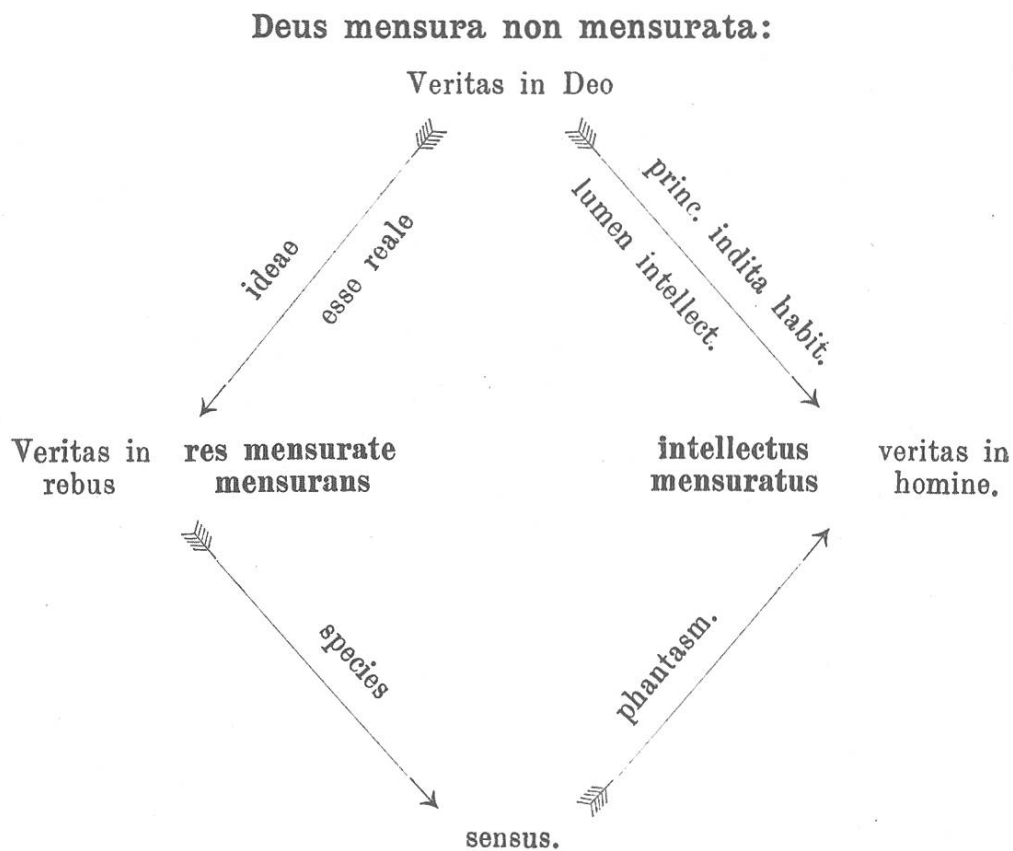 Deus mensura non mensurata:
Veritas in Deo
ideae
esse reale
lumen intellect.
princ. indita habit.
Veritas in
rebus
res mensurate
mensurans
intellectus
mensuratus
veritas in
homine.
species
phantasm.
sensus.